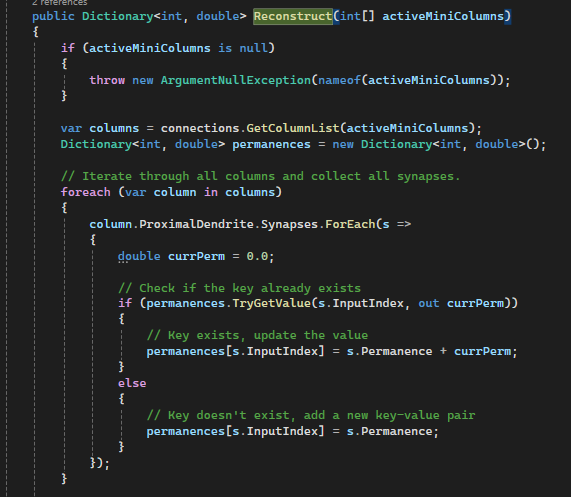 2 references
public Dictionary<int, double> Reconstruct(int[] activeMiniColumns)
{
if (activeMiniColumns is null)
{
throw new ArgumentNullException(nameof(activeMiniColumns));
}
var columns = connections.GetColumnList(activeMiniColumns);
Dictionary<int, double> permanences = new Dictionary<int, double>();
// Iterate through all columns and collect all synapses.
foreach (var column in columns)
{
column.ProximalDendrite.Synapses.ForEach(s =>
{
double currPerm = 0.0;
// Check if the key already exists
if (permanences.TryGetValue(s.InputIndex, out currPerm))
{
// Key exists, update the value
permanences[s.InputIndex] = s.Permanence + currPerm;
}
else
{
// Key doesn't exist, add a new key-value pair
permanences[s.InputIndex] = s.Permanence;
}
});
}